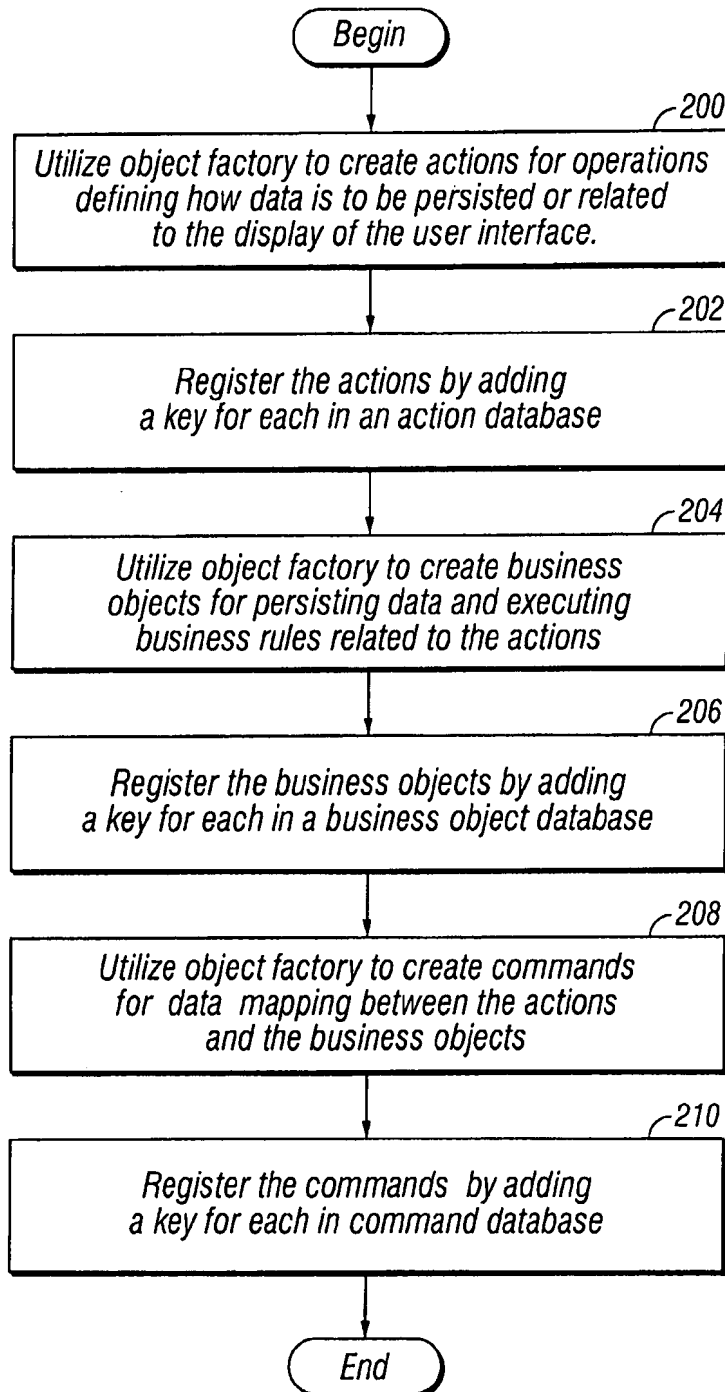 Begin
200
Utilize object factory to create actions for operations
defining how data is to be persisted or related
to the display of the user interface.
202
Register the actions by adding
a key for each in an action database
204
Utilize object factory to create business
objects for persisting data and executing
business rules related to the actions
206
Register the business objects by adding
a key for each in a business object database
208
Utilize object factory to create commands
for data mapping between the actions
and the business objects
210
Register the commands by adding
a key for each in command database
End